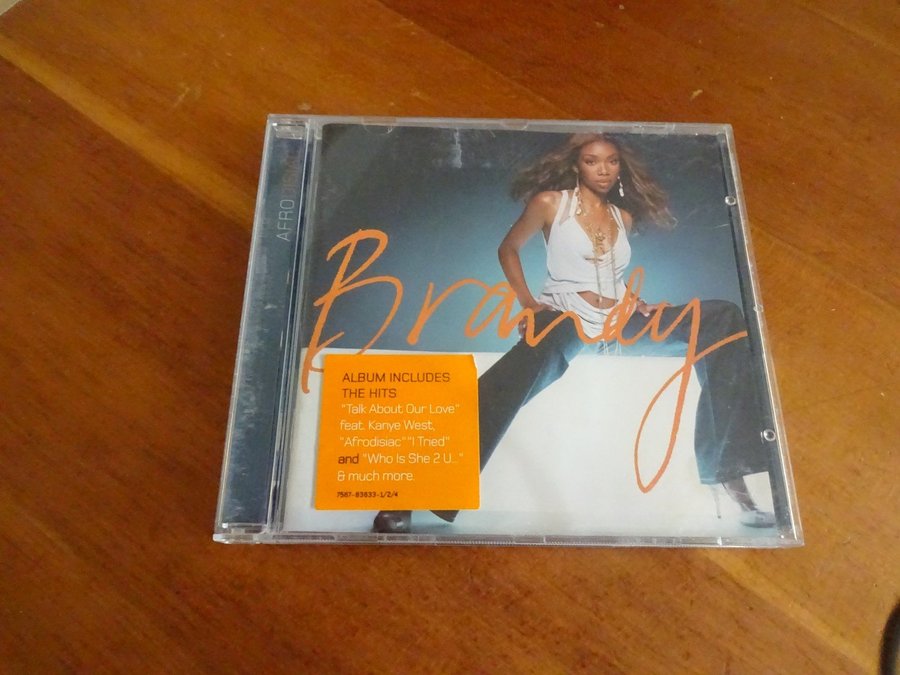 AFRODISIAC
Brandy
ALBUM INCLUDES
THE HITS
"Talk About Our Love"
feat. Kanye West,
"Afrodisiac" "I Tried"
and "Who Is She 2 U..."
& much more.
7567-83633-1/2/4